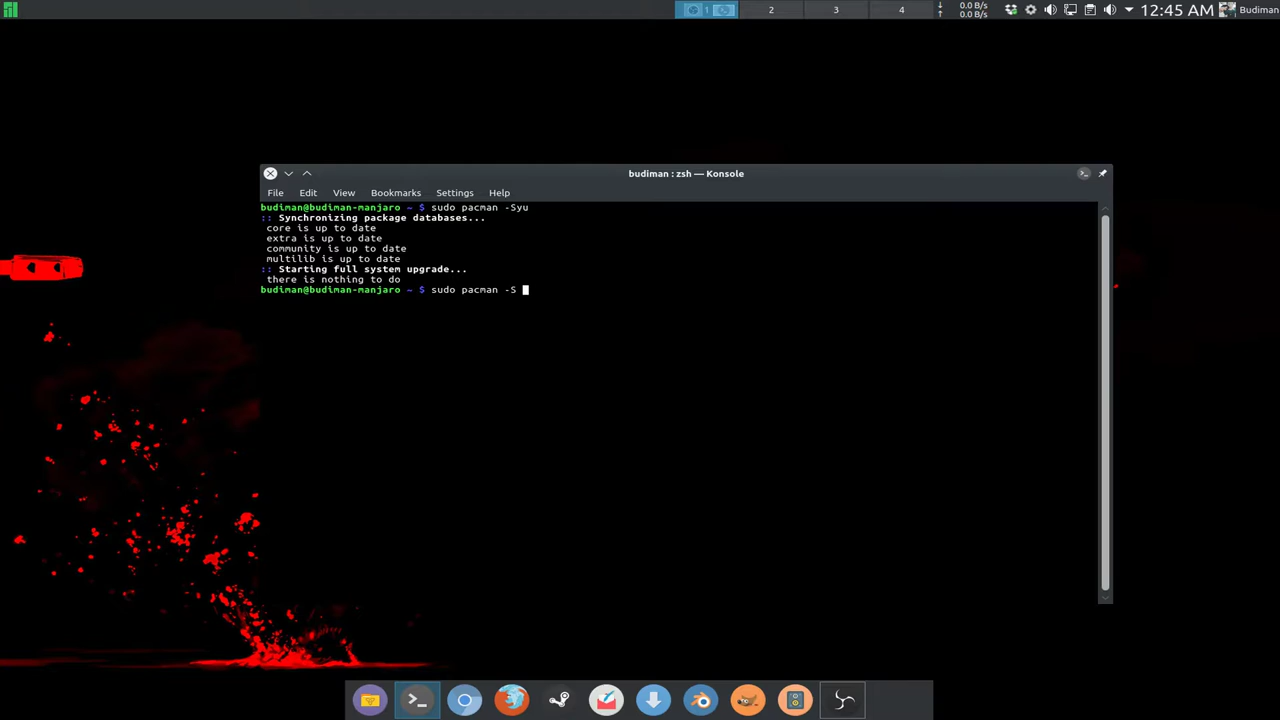 1 2 3 4 0.0 B/s 12:45 AM Budiman
0.0 B/s
budiman : zsh — Konsole
File Edit View Bookmarks Settings Help
budiman@budiman-manjaro ~ $ sudo pacman -Syu
:: Synchronizing package databases...
core is up to date
extra is up to date
community is up to date
multilib is up to date
:: Starting full system upgrade...
there is nothing to do
budiman@budiman-manjaro ~ $ sudo pacman -S